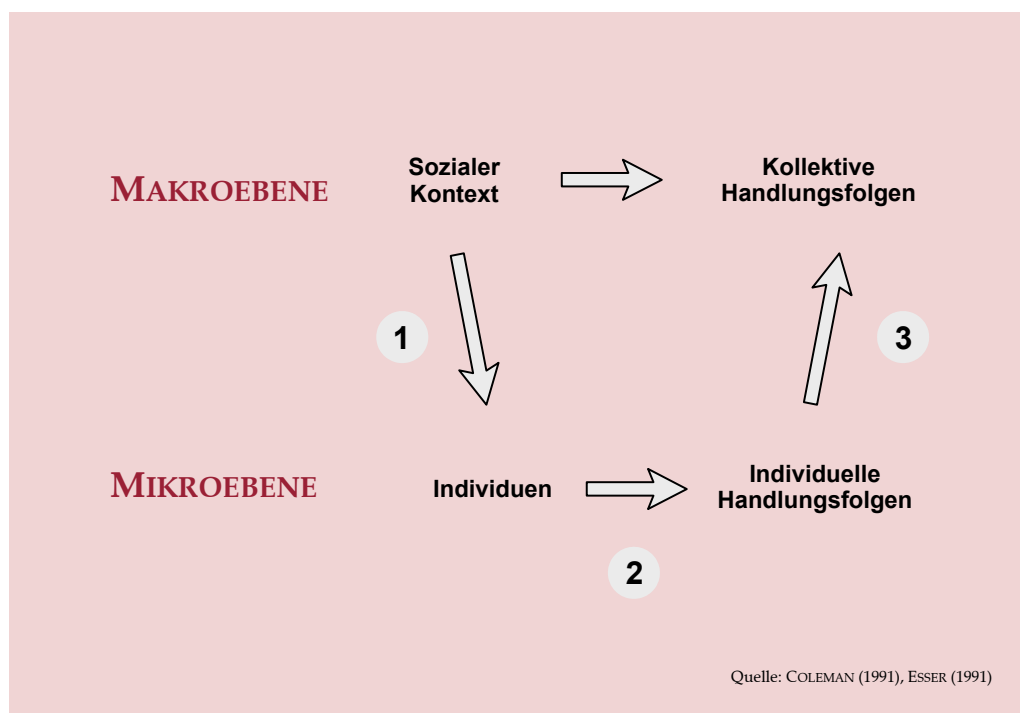 MAKROEBENE
Sozialer
Kontext
Kollektive
Handlungsfolgen
1
3
MIKROEBENE
Individuen
Individuelle
Handlungsfolgen
2
Quelle: COLEMAN (1991), ESSER (1991)